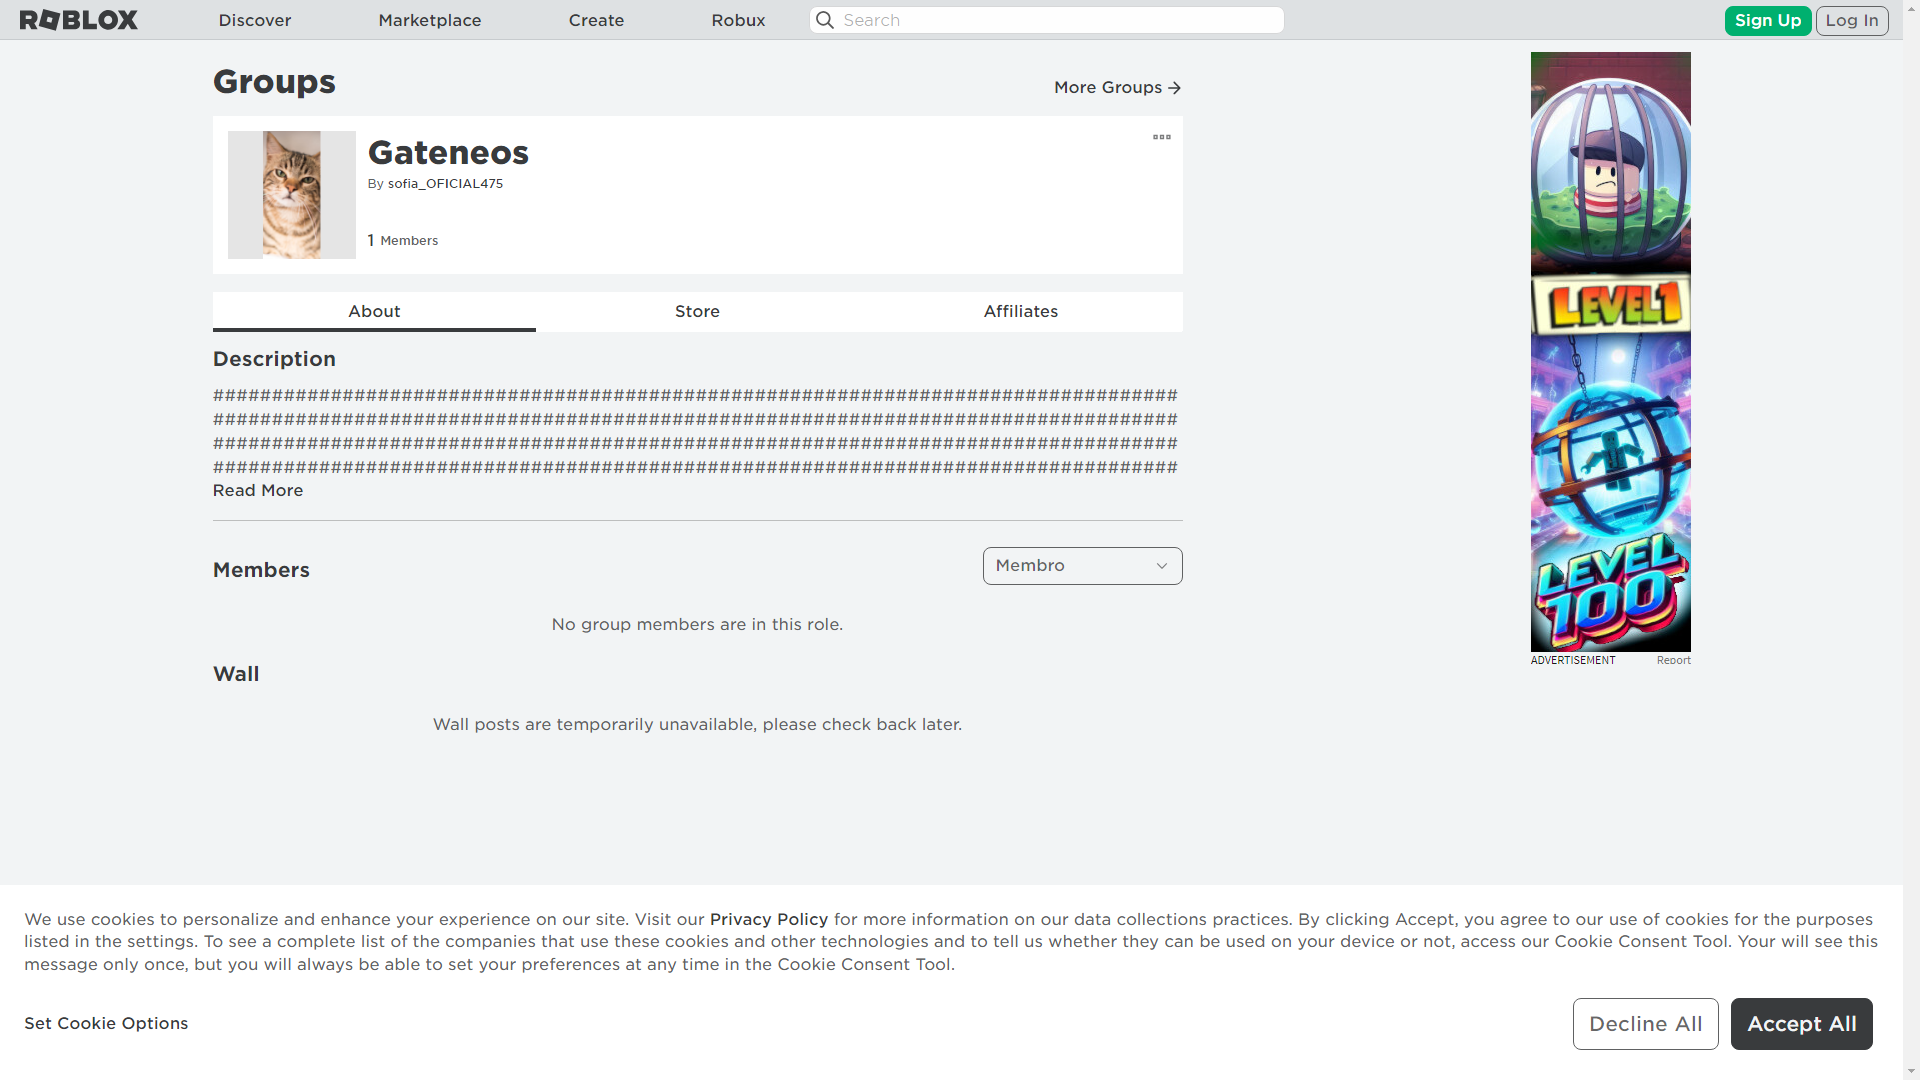 ROBLOX
Discover
Marketplace
Create
Robux
Search
Sign Up
Log In
Groups
More Groups
Gateneos
By sofia_OFICIAL475
1 Members
About
Store
Affiliates
Description
##################################################################################
##################################################################################
##################################################################################
##################################################################################
Read More
Members
Membro
No group members are in this role.
Wall
Wall posts are temporarily unavailable, please check back later.
LEVEL1
LEVEL
100
ADVERTISEMENT
Report
We use cookies to personalize and enhance your experience on our site. Visit our Privacy Policy for more information on our data collections practices. By clicking Accept, you agree to our use of cookies for the purposes
listed in the settings. To see a complete list of the companies that use these cookies and other technologies and to tell us whether they can be used on your device or not, access our Cookie Consent Tool. Your will see this
message only once, but you will always be able to set your preferences at any time in the Cookie Consent Tool.
Set Cookie Options
Decline All
Accept All